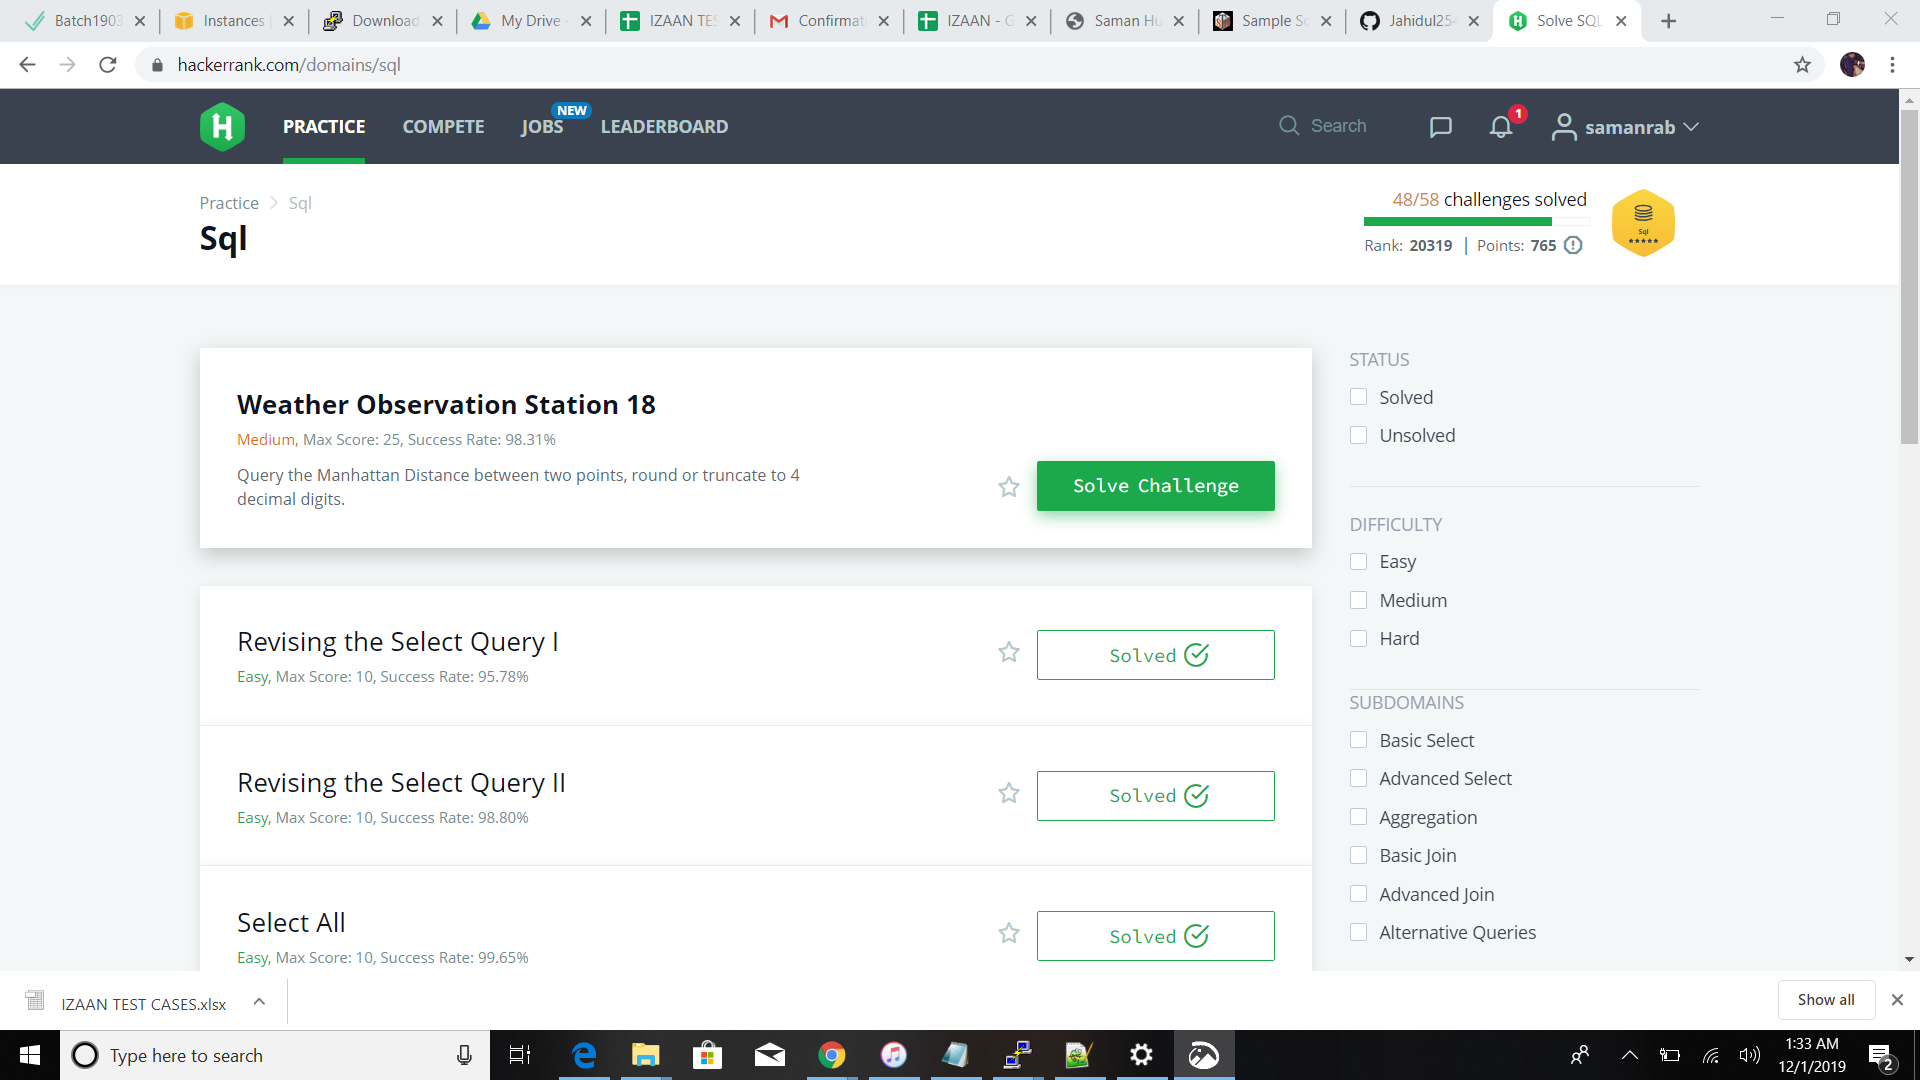 Batch1903
Instances
Download
My Drive -
IZAAN TES
Confirmat
IZAAN - G
Saman Hu
Sample Sc
Jahidul254
Solve SQL
hackerrank.com/domains/sql
PRACTICE
COMPETE
JOBS
NEW
LEADERBOARD
Search
1
samanrab
Practice
Sql
Sql
48/58 challenges solved
Rank: 20319 | Points: 765
Sql
Weather Observation Station 18
Medium, Max Score: 25, Success Rate: 98.31%
Query the Manhattan Distance between two points, round or truncate to 4
decimal digits.
Solve Challenge
Revising the Select Query I
Easy, Max Score: 10, Success Rate: 95.78%
Solved
Revising the Select Query II
Easy, Max Score: 10, Success Rate: 98.80%
Solved
Select All
Easy, Max Score: 10, Success Rate: 99.65%
Solved
STATUS
Solved
Unsolved
DIFFICULTY
Easy
Medium
Hard
SUBDOMAINS
Basic Select
Advanced Select
Aggregation
Basic Join
Advanced Join
Alternative Queries
IZAAN TEST CASES.xlsx
Show all
Type here to search
1:33 AM
12/1/2019
2